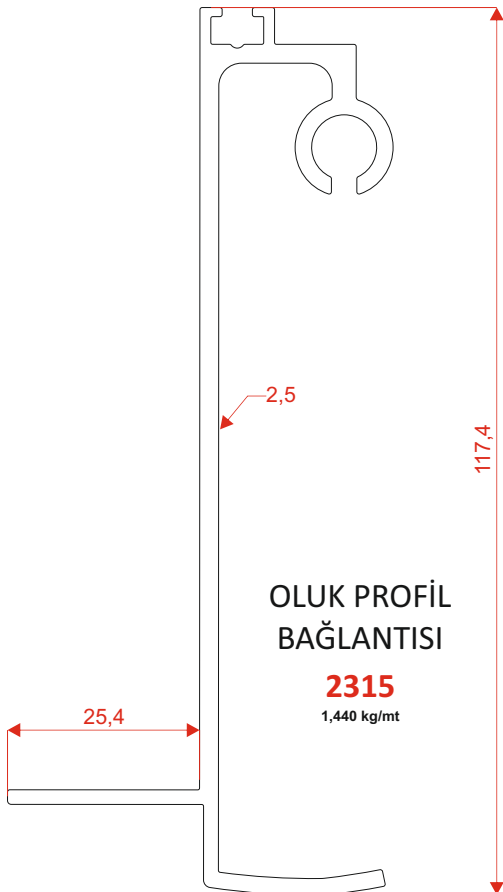 2,5
117,4
OLUK PROFİL
BAĞLANTISI
2315
1,440 kg/mt
25,4